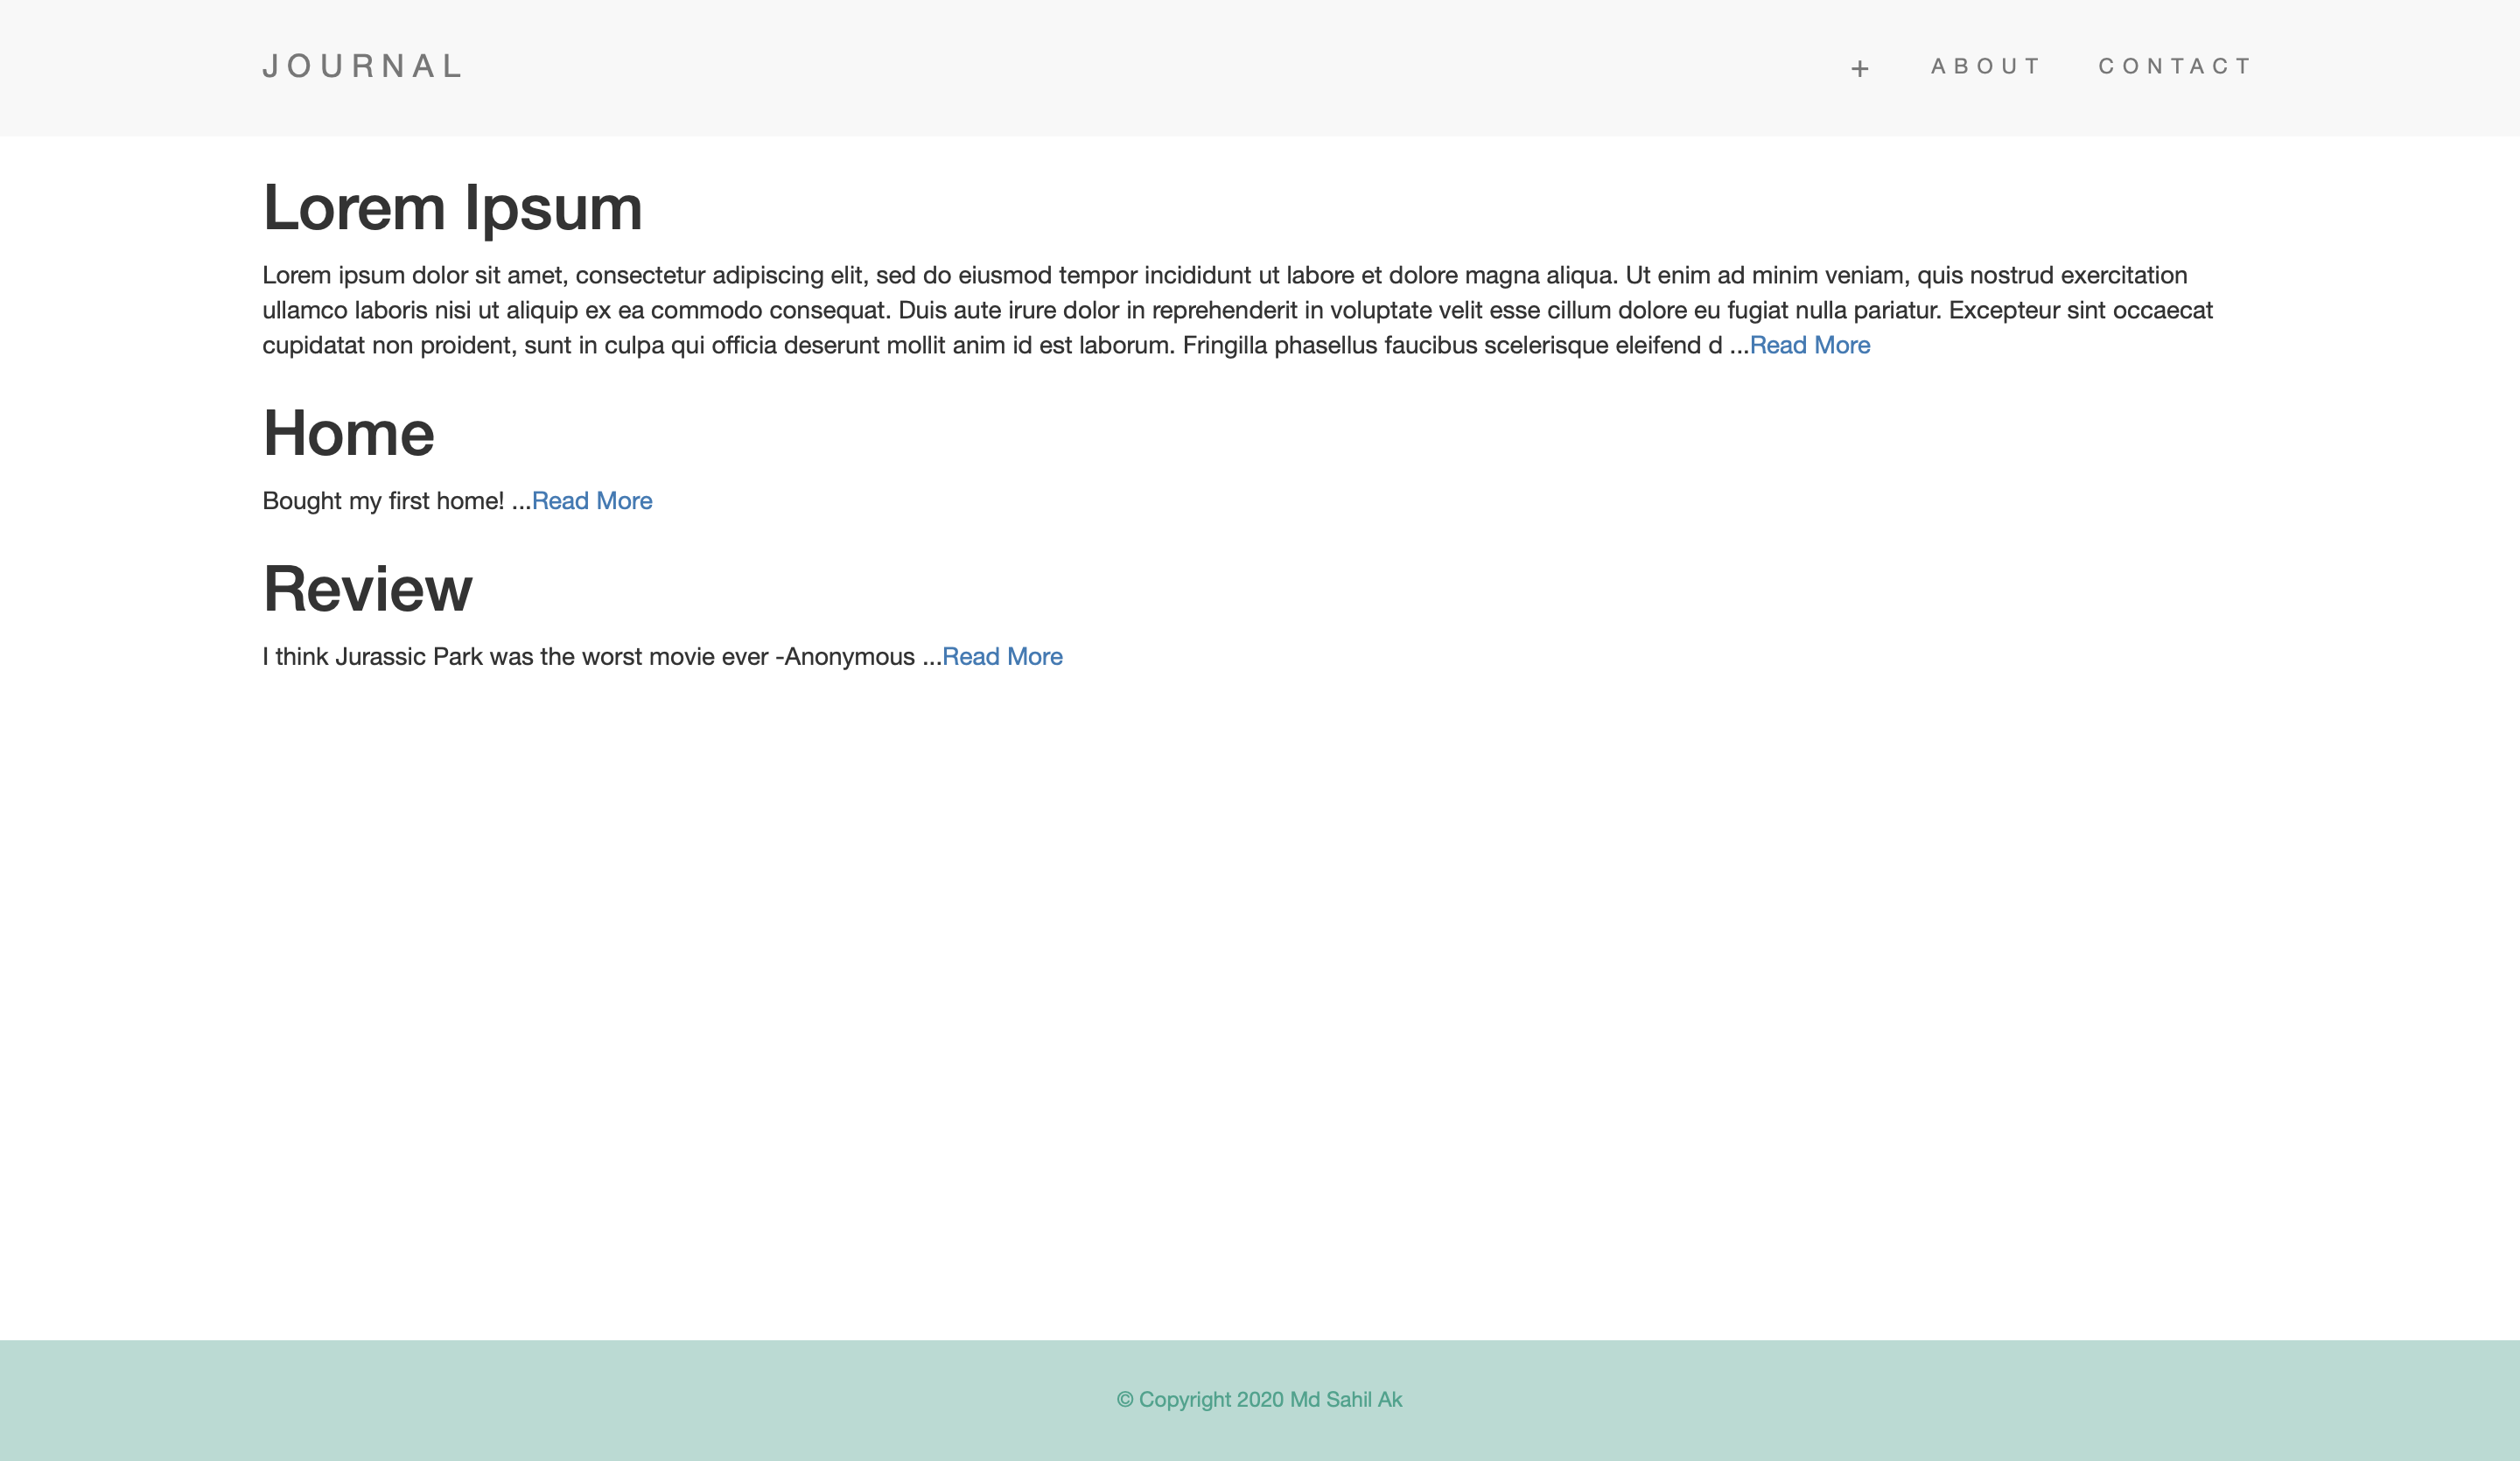 JOURNAL
+ ABOUT CONTACT
Lorem Ipsum
Lorem ipsum dolor sit amet, consectetur adipiscing elit, sed do eiusmod tempor incididunt ut labore et dolore magna aliqua. Ut enim ad minim veniam, quis nostrud exercitation
ullamco laboris nisi ut aliquip ex ea commodo consequat. Duis aute irure dolor in reprehenderit in voluptate velit esse cillum dolore eu fugiat nulla pariatur. Excepteur sint occaecat
cupidatat non proident, sunt in culpa qui officia deserunt mollit anim id est laborum. Fringilla phasellus faucibus scelerisque eleifend d ...Read More
Home
Bought my first home! ...Read More
Review
I think Jurassic Park was the worst movie ever -Anonymous ...Read More
© Copyright 2020 Md Sahil Ak